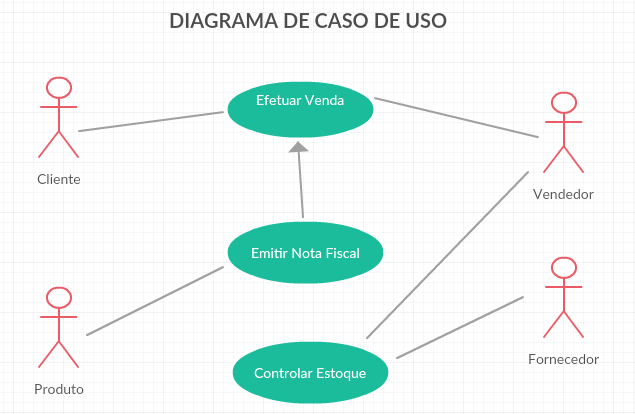 DIAGRAMA DE CASO DE USO
Efetuar Venda
Cliente
Vendedor
Emitir Nota Fiscal
Produto
Fornecedor
Controlar Estoque